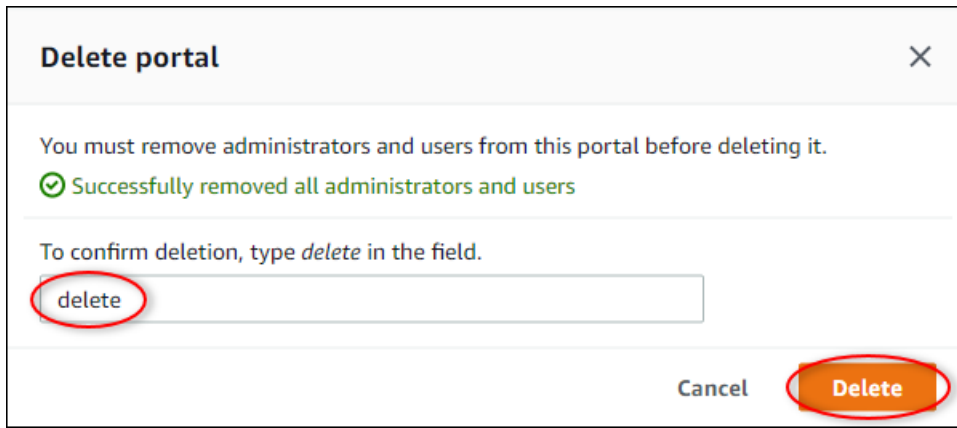 Delete portal
You must remove administrators and users from this portal before deleting it.
Successfully removed all administrators and users
To confirm deletion, type delete in the field.
delete
Cancel Delete